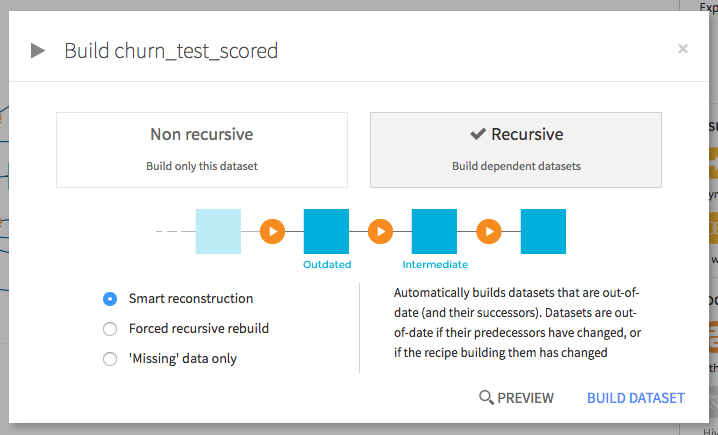 Exp
Build churn_test_scored
×
Non recursive
Build only this dataset
Recursive
Build dependent datasets
Outdated
Intermediate
Smart reconstruction
Forced recursive rebuild
'Missing' data only
Automatically builds datasets that are out-of-
date (and their successors). Datasets are out-
of-date if their predecessors have changed, or
if the recipe building them has changed
PREVIEW
BUILD DATASET